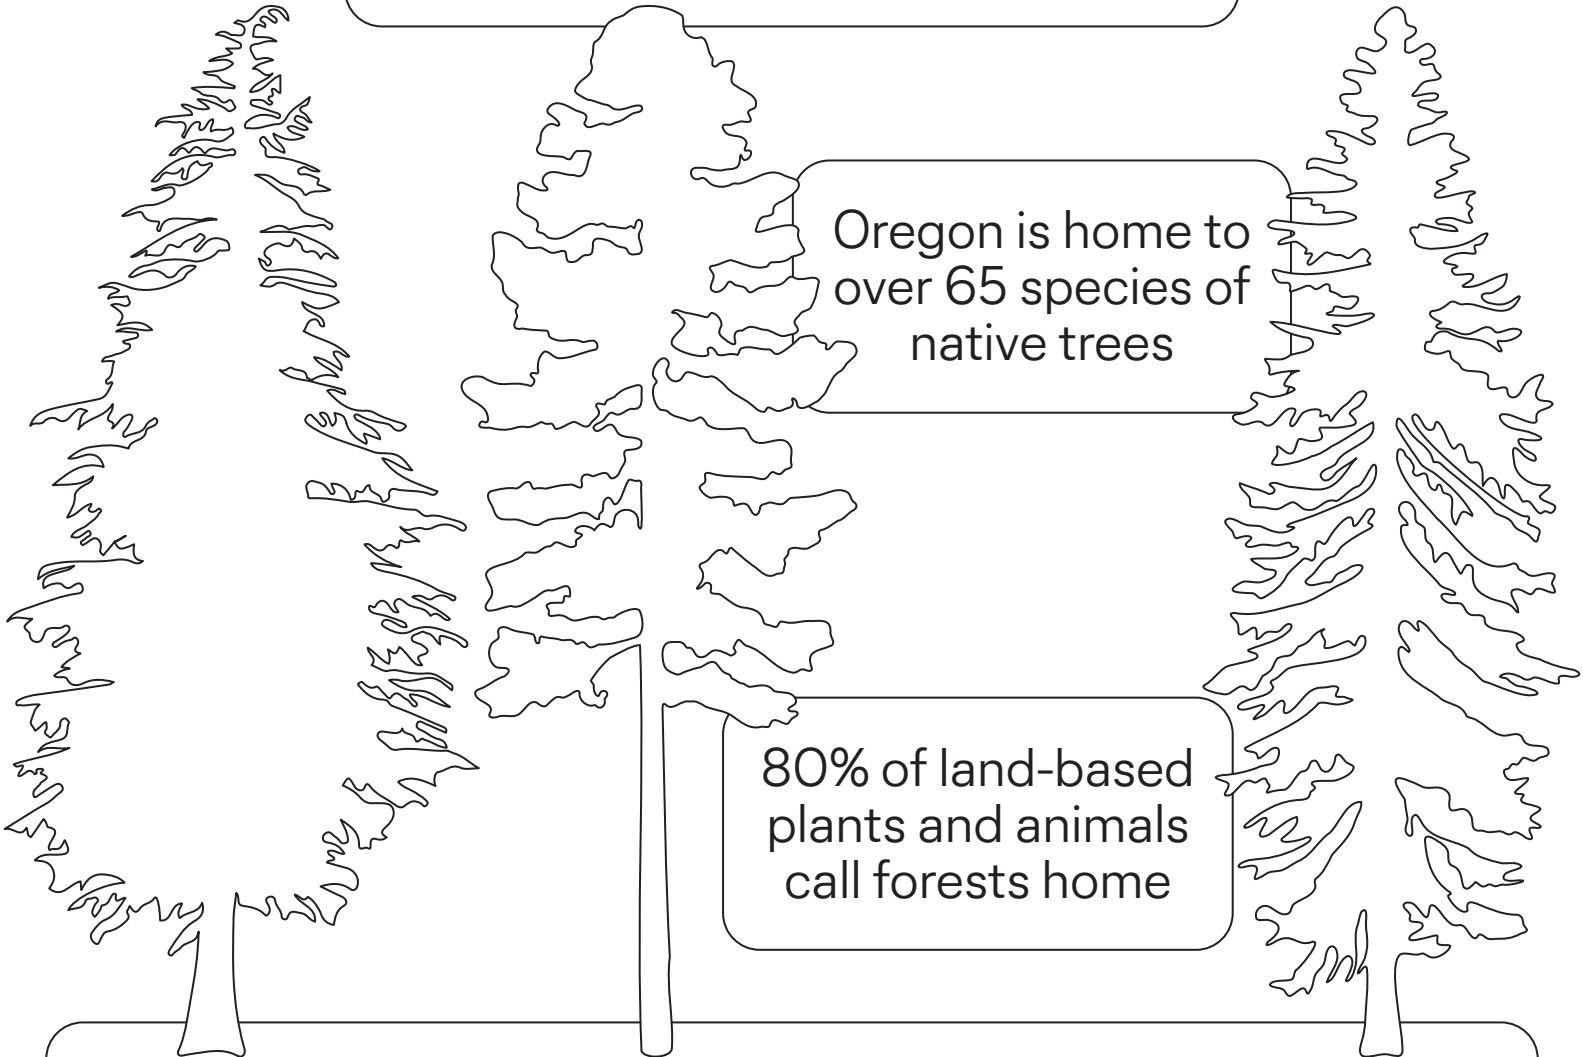 Oregon is home to
over 65 species of
native trees
80% of land-based
plants and animals
call forests home